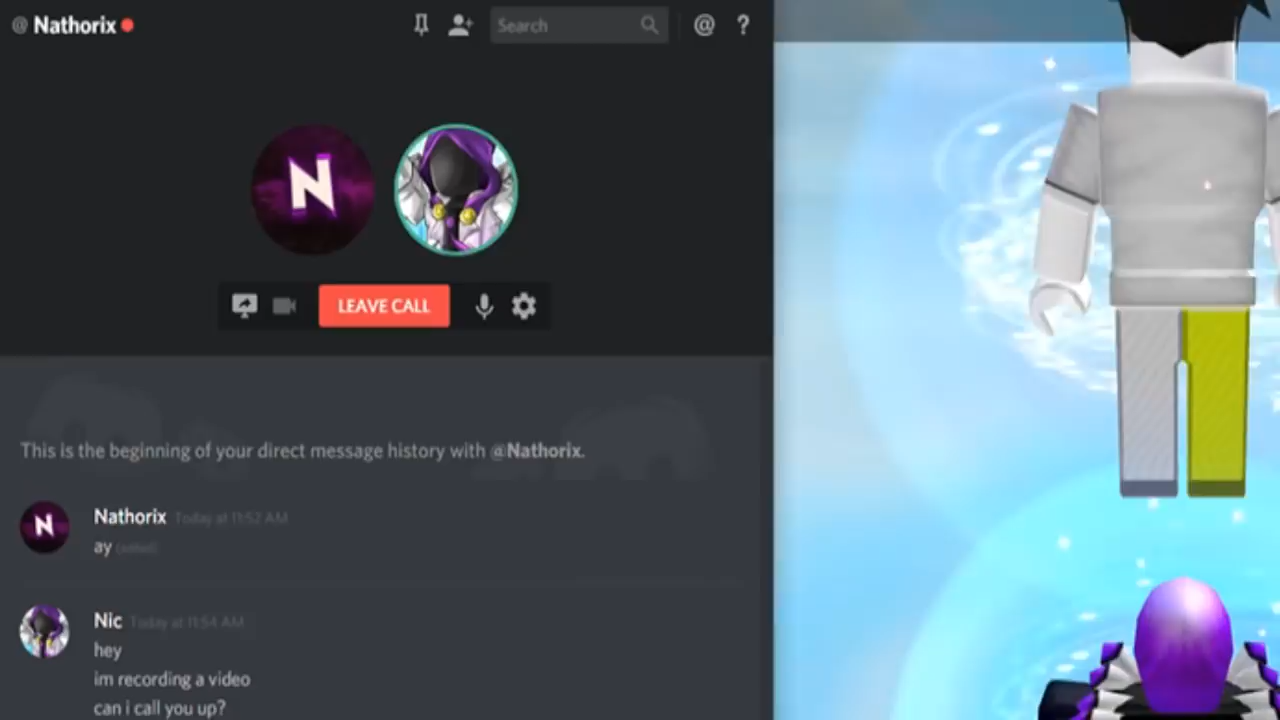 @ Nathorix
Search
@ ?
N
LEAVE CALL
This is the beginning of your direct message history with @Nathorix.
N
Nathorix Today at 11:52 AM
ay (edited)
Nic Today at 11:54 AM
hey
im recording a video
can i call you up?